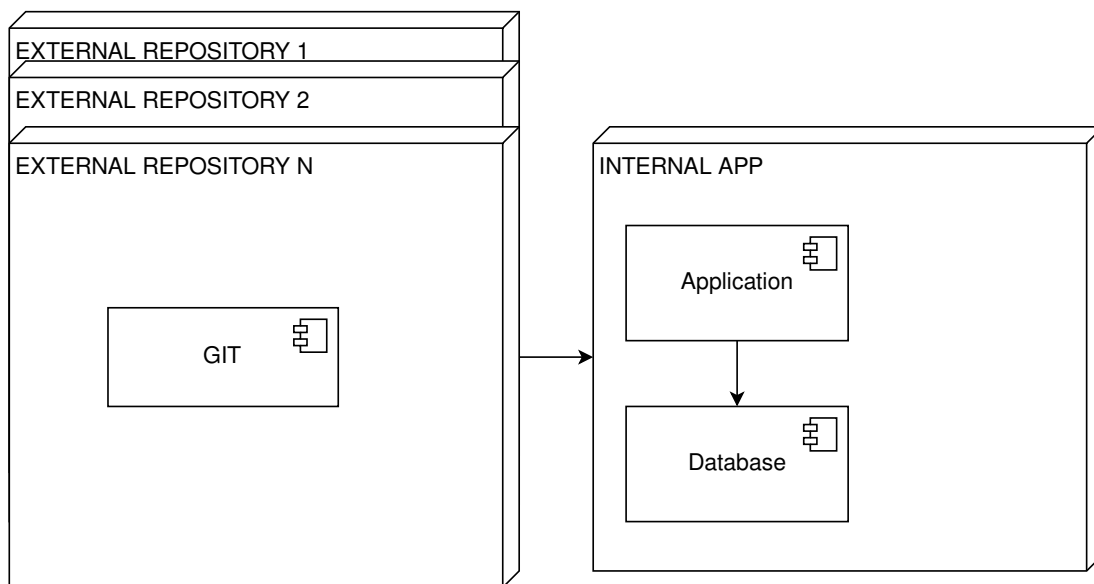 EXTERNAL REPOSITORY 1
EXTERNAL REPOSITORY 2
EXTERNAL REPOSITORY N
GIT
INTERNAL APP
Application
Database